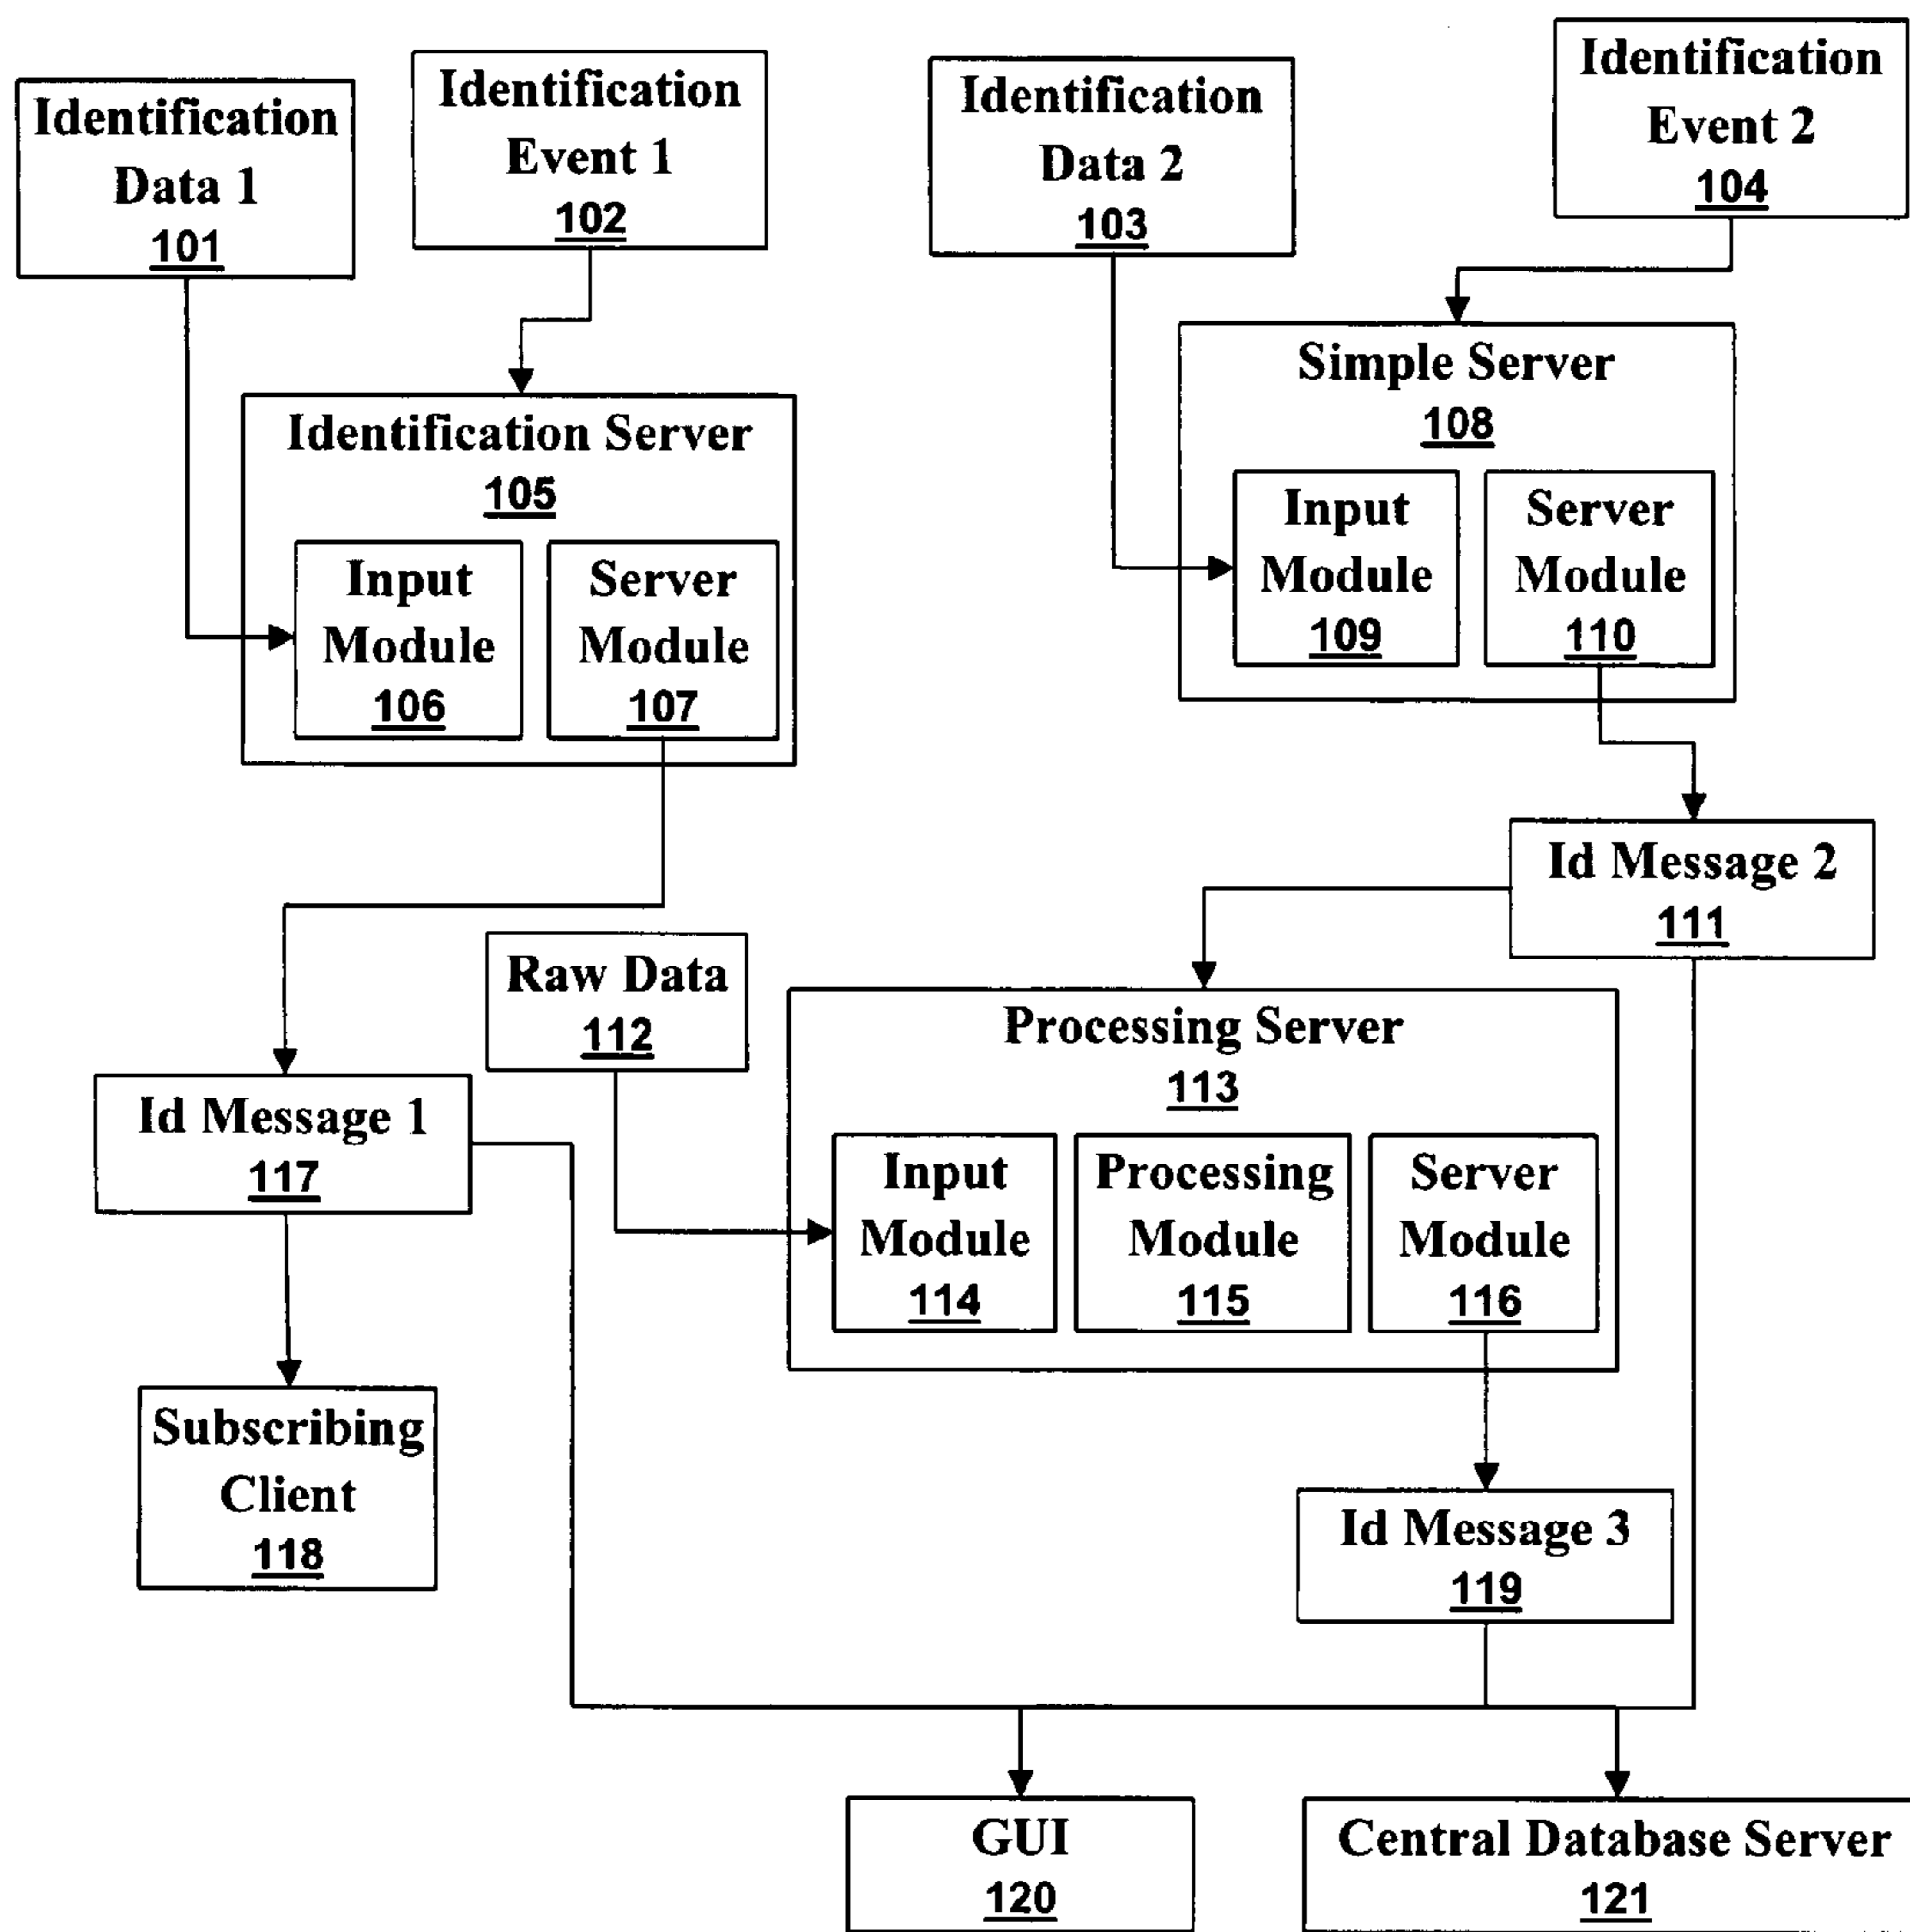 Identification
Data 1
101
Identification
Event 1
102
Identification
Data 2
103
Identification
Event 2
104
Identification Server
105
Input
Module
106
Server
Module
107
Simple Server
108
Input
Module
109
Server
Module
110
Id Message 2
111
Raw Data
112
Processing Server
113
Input
Module
114
Processing
Module
115
Server
Module
116
Id Message 1
117
Subscribing
Client
118
Id Message 3
119
GUI
120
Central Database Server
121